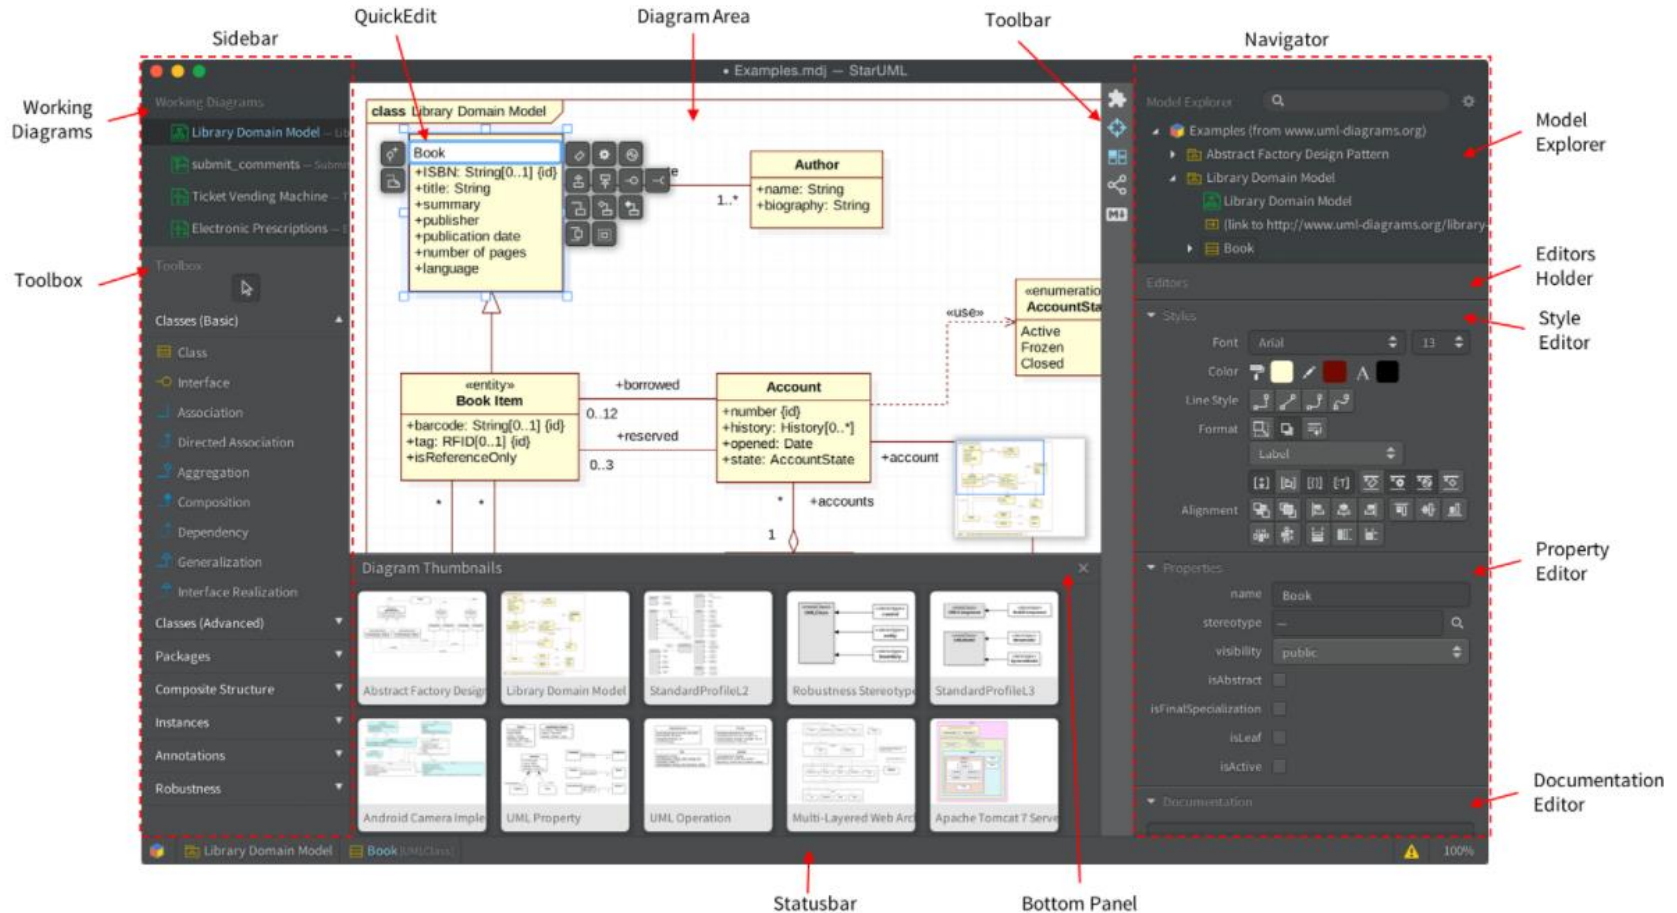 QuickEdit
Diagram Area
Toolbar
Sidebar
Navigator
Working
Diagrams
Toolbox
Model
Explorer
Editors
Holder
Style
Editor
Property
Editor
Documentation
Editor
Statusbar
Bottom Panel
• Examples.mdj — StarUML
Working Diagrams
Library Domain Model — Lib
submit_comments — Submit
Ticket Vending Machine — T
Electronic Prescriptions — E
Toolbox
Classes (Basic)
Class
Interface
Association
Directed Association
Aggregation
Composition
Dependency
Generalization
Interface Realization
Classes (Advanced)
Packages
Composite Structure
Instances
Annotations
Robustness
class Library Domain Model
Book
+ISBN: String[0..1] {id}
+title: String
+summary
+publisher
+publication date
+number of pages
+language
1..*
Author
+name: String
+biography: String
«use»
«enumeratio
AccountSta
Active
Frozen
Closed
«entity»
Book Item
+barcode: String[0..1] {id}
+tag: RFID[0..1] {id}
+isReferenceOnly
* *
+borrowed
0..12
+reserved
0..3
Account
+number {id}
+history: History[0..*]
+opened: Date
+state: AccountState
+account
* +accounts
1
Diagram Thumbnails
Abstract Factory Design
Library Domain Model
StandardProfileL2
Robustness Stereotype
StandardProfileL3
Android Camera Imple
UML Property
UML Operation
Multi-Layered Web Arc
Apache Tomcat 7 Serve
M↓
Model Explorer
Examples (from www.uml-diagrams.org)
Abstract Factory Design Pattern
Library Domain Model
Library Domain Model
(link to http://www.uml-diagrams.org/library-
Book
Editors
Styles
Font Arial 13
Color A
Line Style
Format
Label
Alignment
Properties
name Book
stereotype —
visibility public
isAbstract
isFinalSpecialization
isLeaf
isActive
Documentation
Library Domain Model Book [UMLClass] 100%